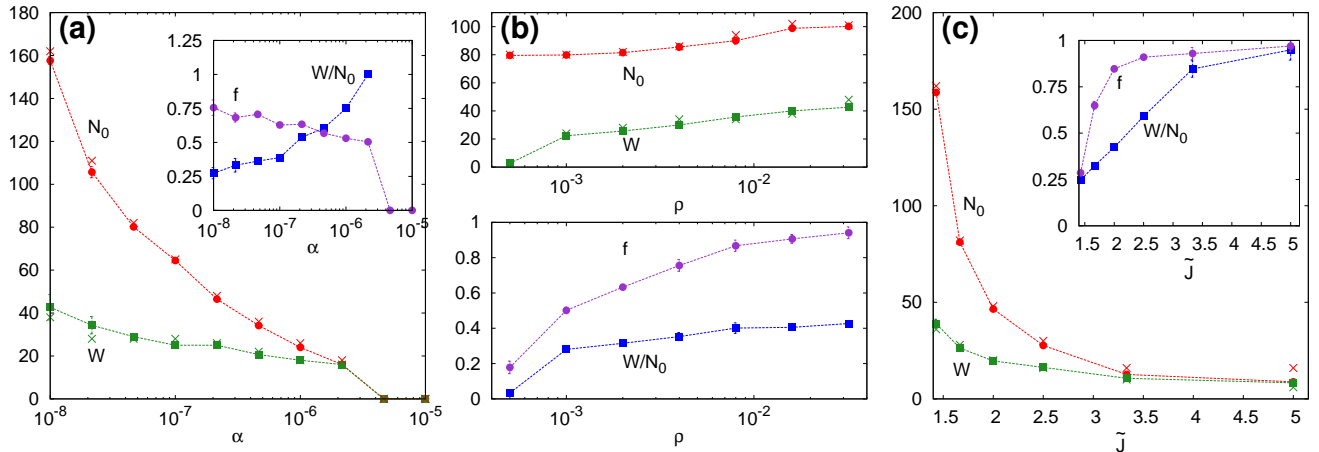 (a)
180
160
140
120
100
80
60
40
20
0
10⁻⁸ 10⁻⁷ 10⁻⁶ 10⁻⁵
α
N₀
W
1.25
1
0.75
0.5
0.25
0
10⁻⁸ 10⁻⁷ 10⁻⁶ 10⁻⁵
α
f
W/N₀
(b)
100
80
60
40
20
0
10⁻³ 10⁻²
ρ
N₀
W
1
0.8
0.6
0.4
0.2
0
10⁻³ 10⁻²
ρ
f
W/N₀
(c)
200
150
100
50
0
1.5 2 2.5 3 3.5 4 4.5 5
J̃
N₀
W
1
0.75
0.5
0.25
0
1.5 2 2.5 3 3.5 4 4.5 5
J̃
f
W/N₀